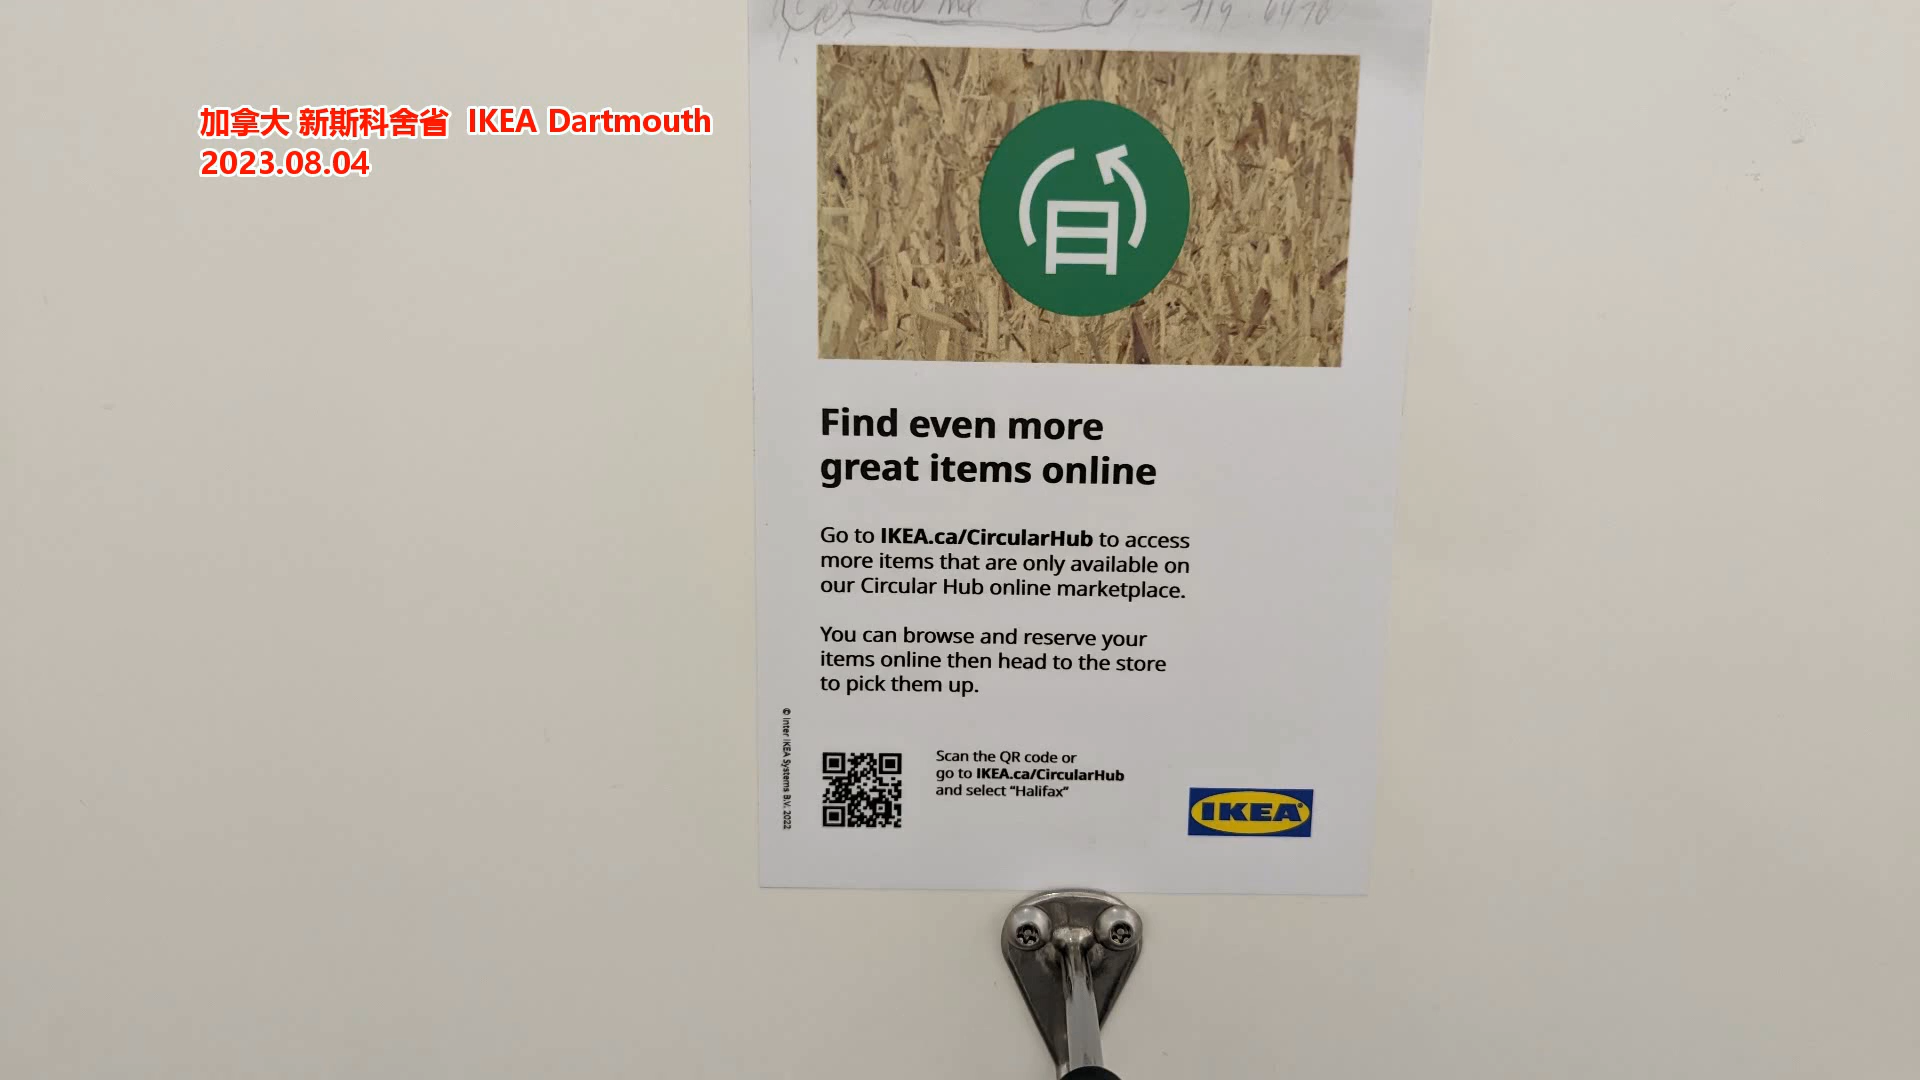 加拿大 新斯科舍省 IKEA Dartmouth
2023.08.04
Find even more
great items online
Go to IKEA.ca/CircularHub to access
more items that are only available on
our Circular Hub online marketplace.
You can browse and reserve your
items online then head to the store
to pick them up.
© Inter IKEA Systems B.V. 2022
Scan the QR code or
go to IKEA.ca/CircularHub
and select “Halifax”
IKEA®